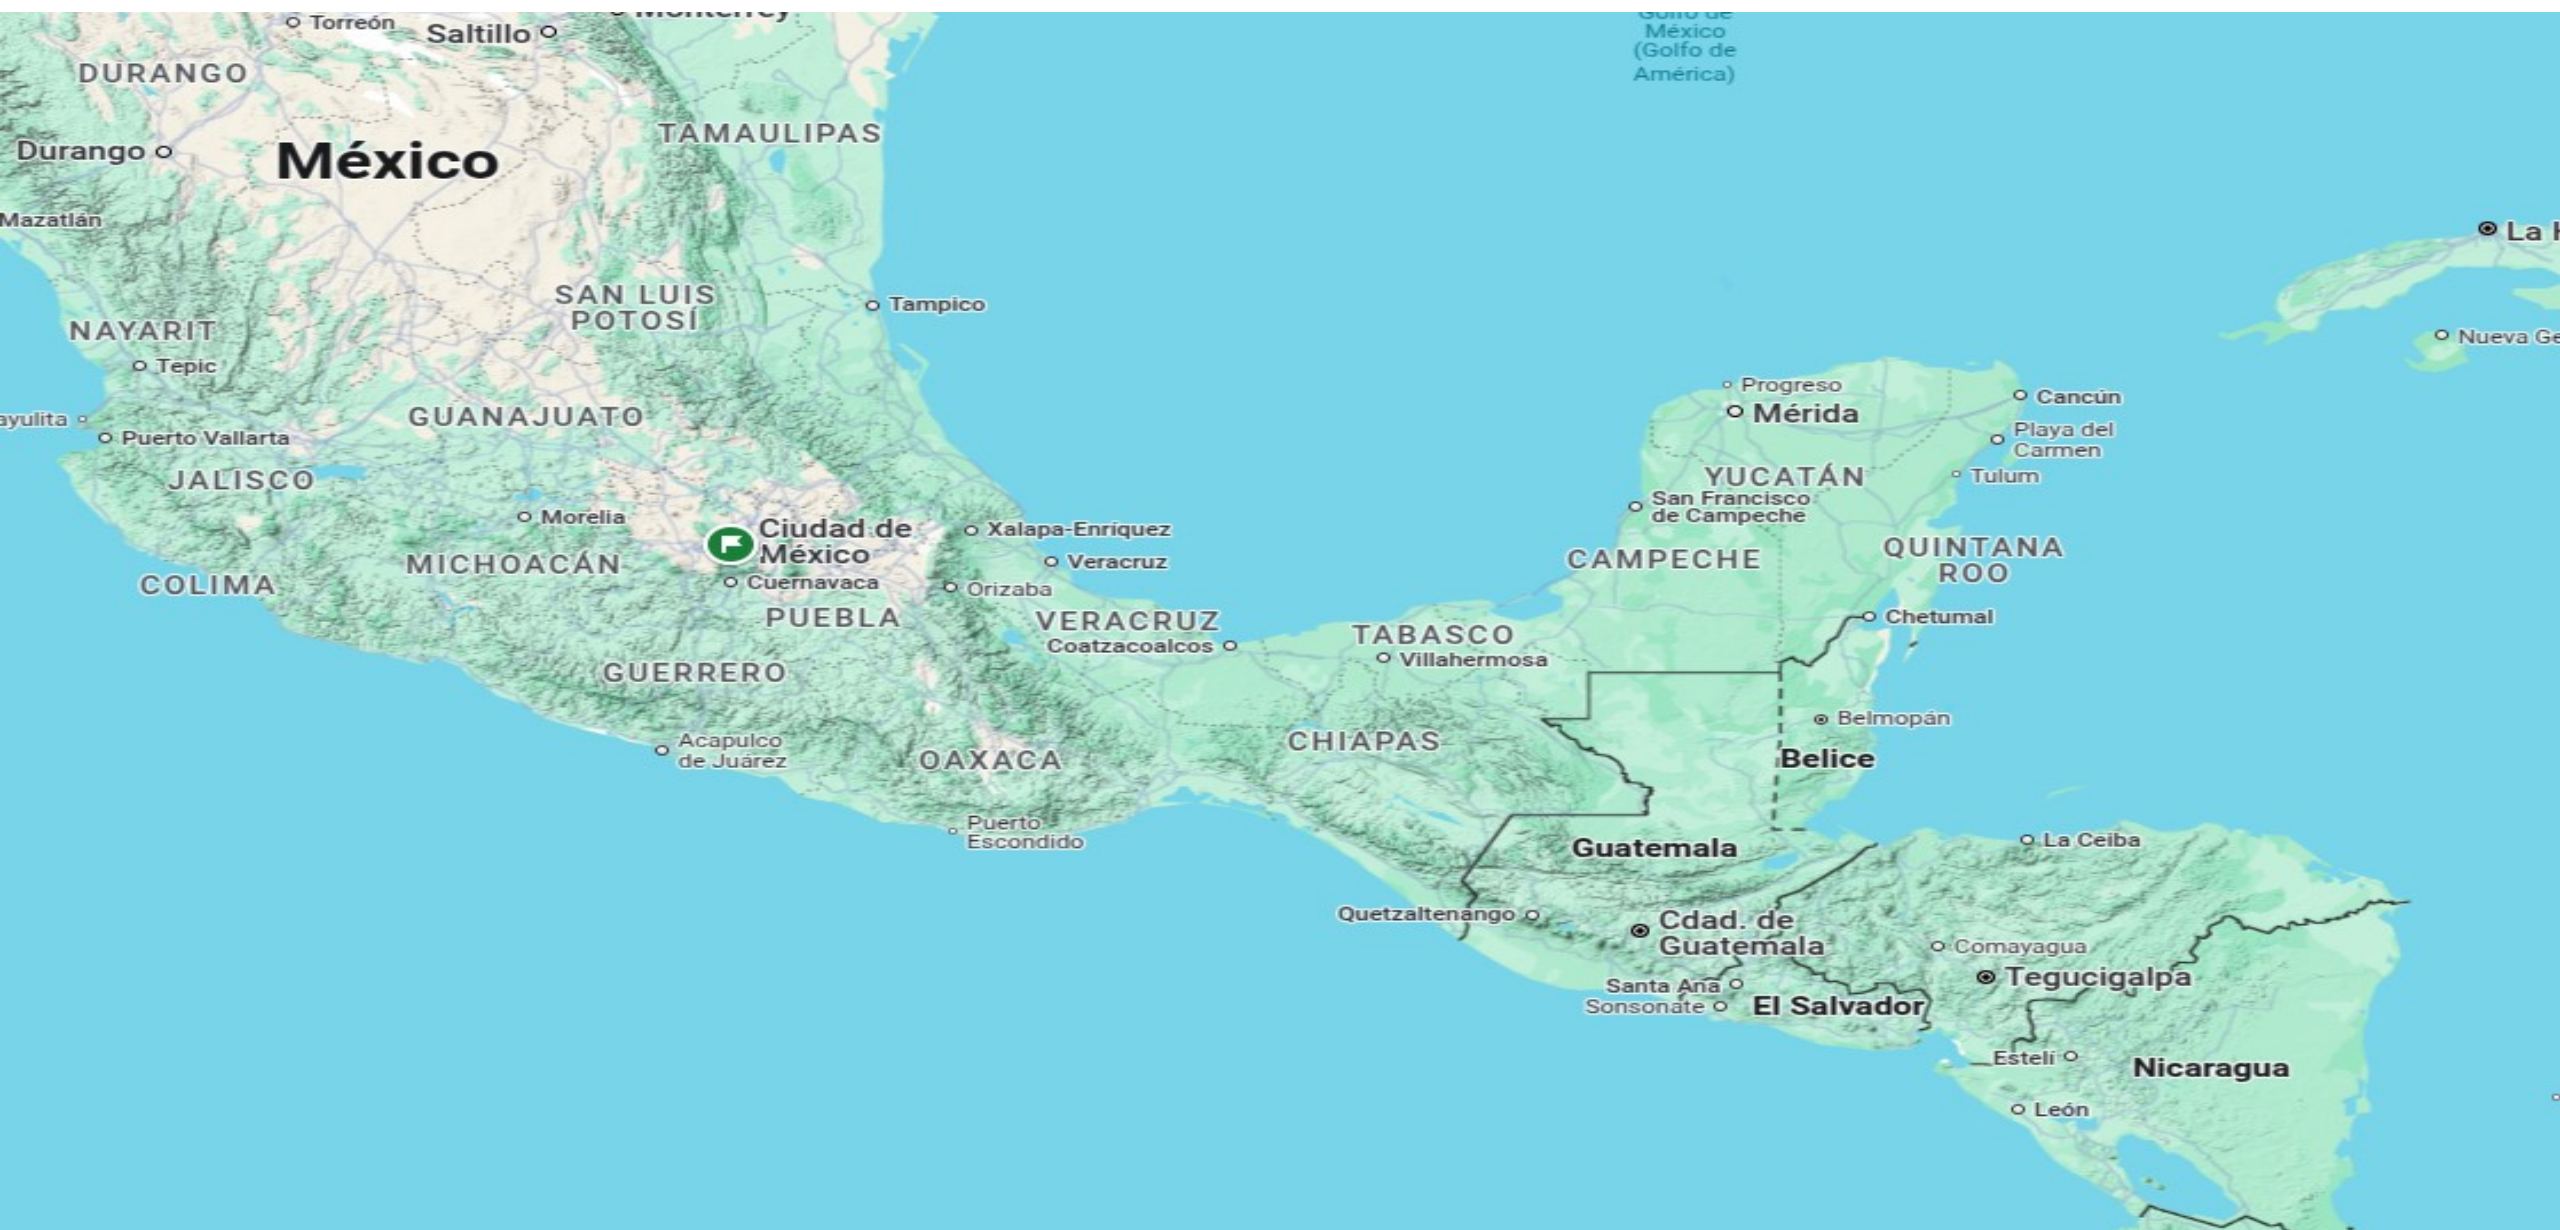 Torreón
Saltillo
Monterrey
Golfo de
México
(Golfo de
América)
DURANGO
TAMAULIPAS
Durango
México
Mazatlán
La H
SAN LUIS
POTOSÍ
Tampico
NAYARIT
Nueva Ge
Tepic
Progreso
Cancún
GUANAJUATO
Mérida
ayulita
Puerto Vallarta
Playa del
Carmen
JALISCO
YUCATÁN
Tulum
San Francisco
de Campeche
Morelia
Ciudad de
México
Xalapa-Enríquez
QUINTANA
ROO
MICHOACÁN
Veracruz
CAMPECHE
COLIMA
Cuernavaca
Orizaba
PUEBLA
VERACRUZ
Chetumal
TABASCO
Coatzacoalcos
Villahermosa
GUERRERO
Belmopán
Acapulco
de Juárez
CHIAPAS
OAXACA
Belice
Puerto
Escondido
Guatemala
La Ceiba
Quetzaltenango
Cdad. de
Guatemala
Comayagua
Tegucigalpa
Santa Ana
Sonsonate
El Salvador
Estelí
Nicaragua
León